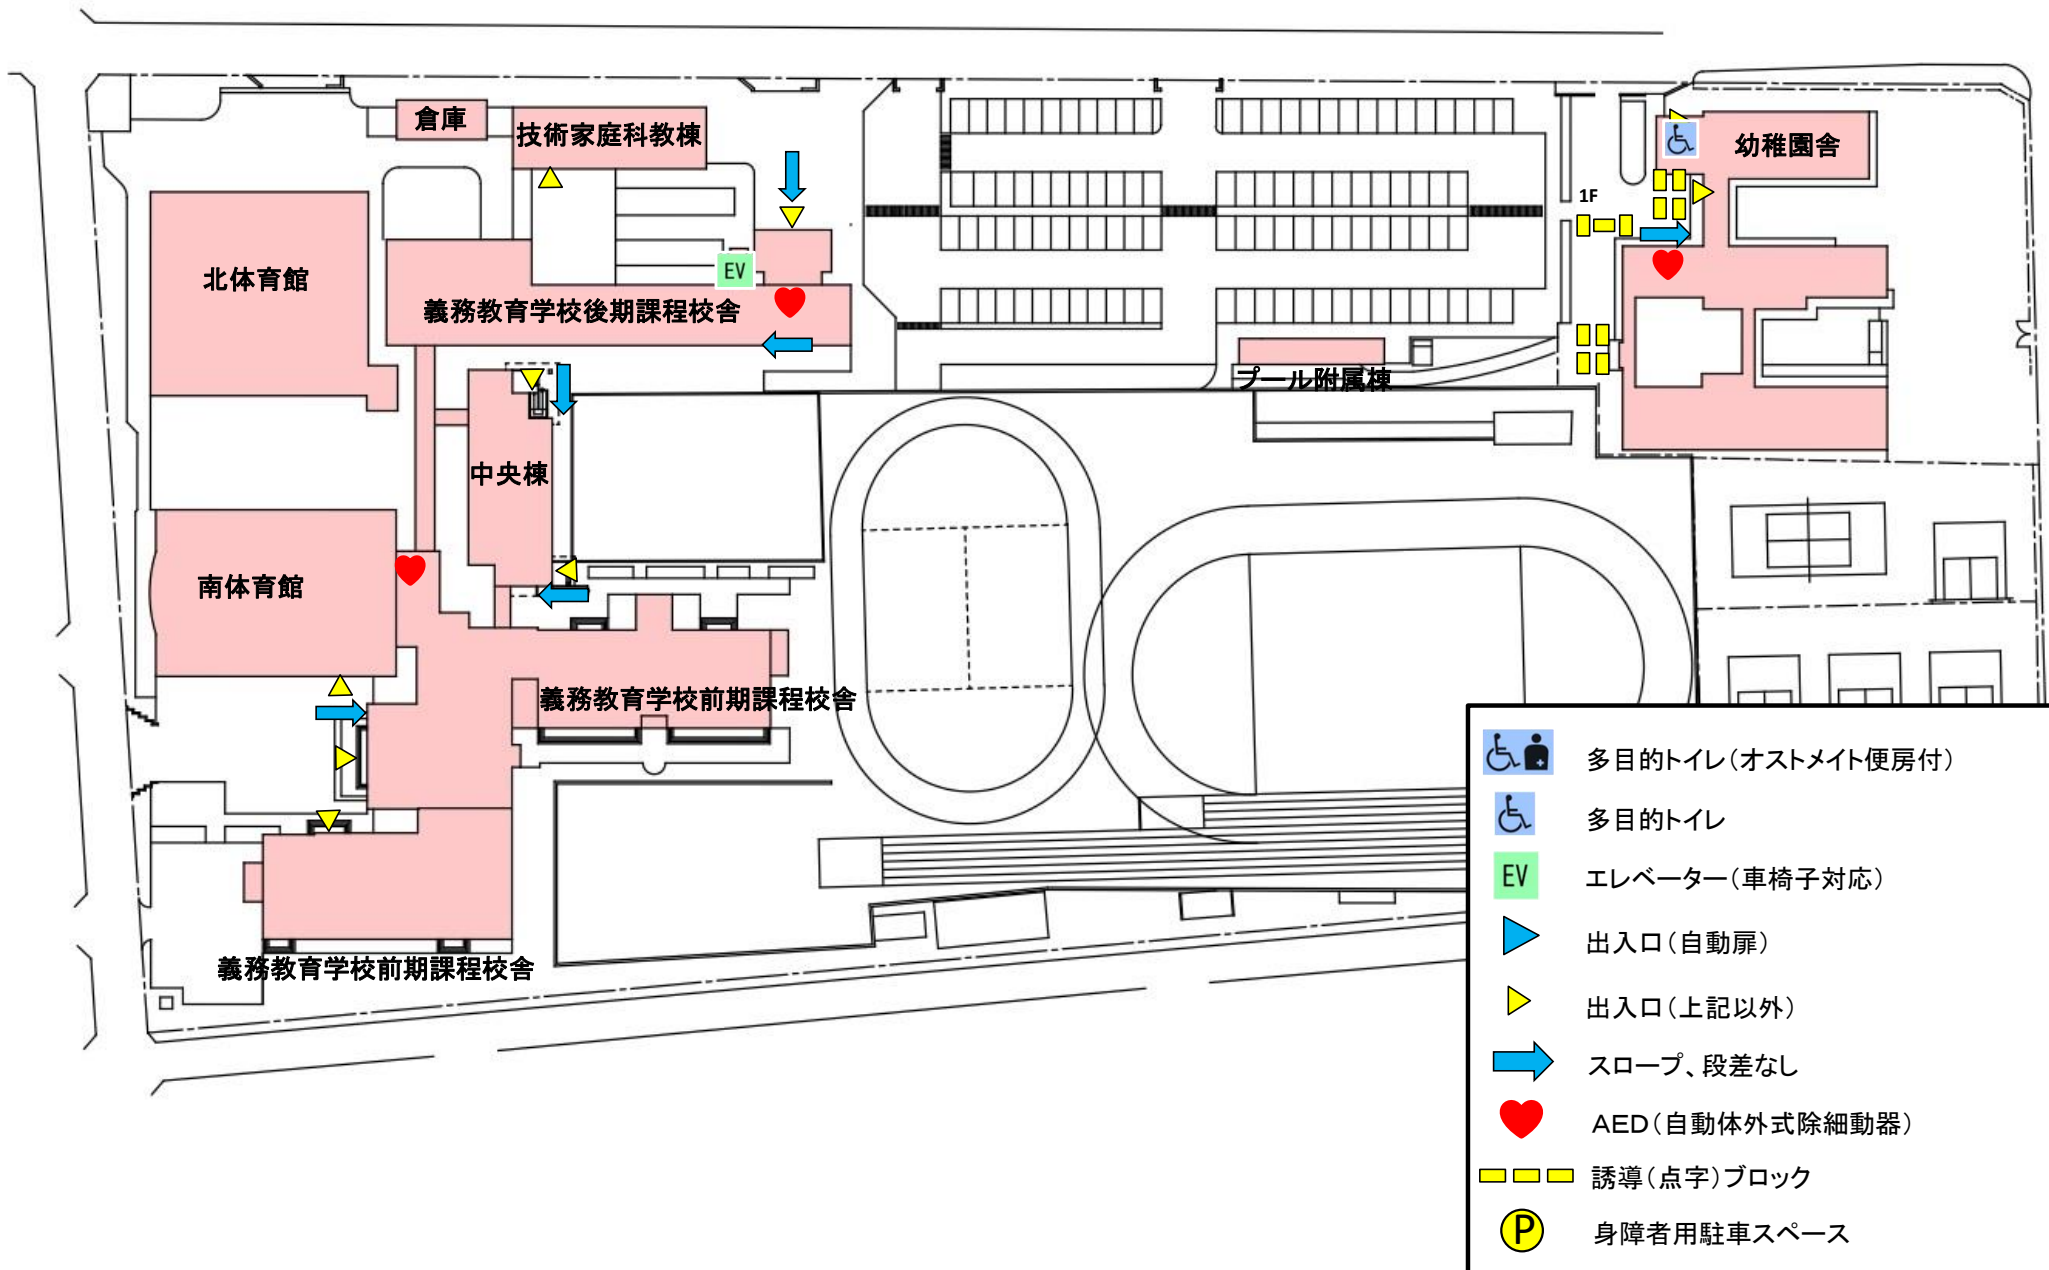 倉庫
技術家庭科教棟
幼稚園舎
1F
北体育館
EV
義務教育学校後期課程校舎
プール附属棟
中央棟
南体育館
義務教育学校前期課程校舎
義務教育学校前期課程校舎
多目的トイレ（オストメイト便房付）
多目的トイレ
EV エレベーター（車椅子対応）
出入口（自動扉）
出入口（上記以外）
スロープ、段差なし
AED（自動体外式除細動器）
誘導（点字）ブロック
P 身障者用駐車スペース